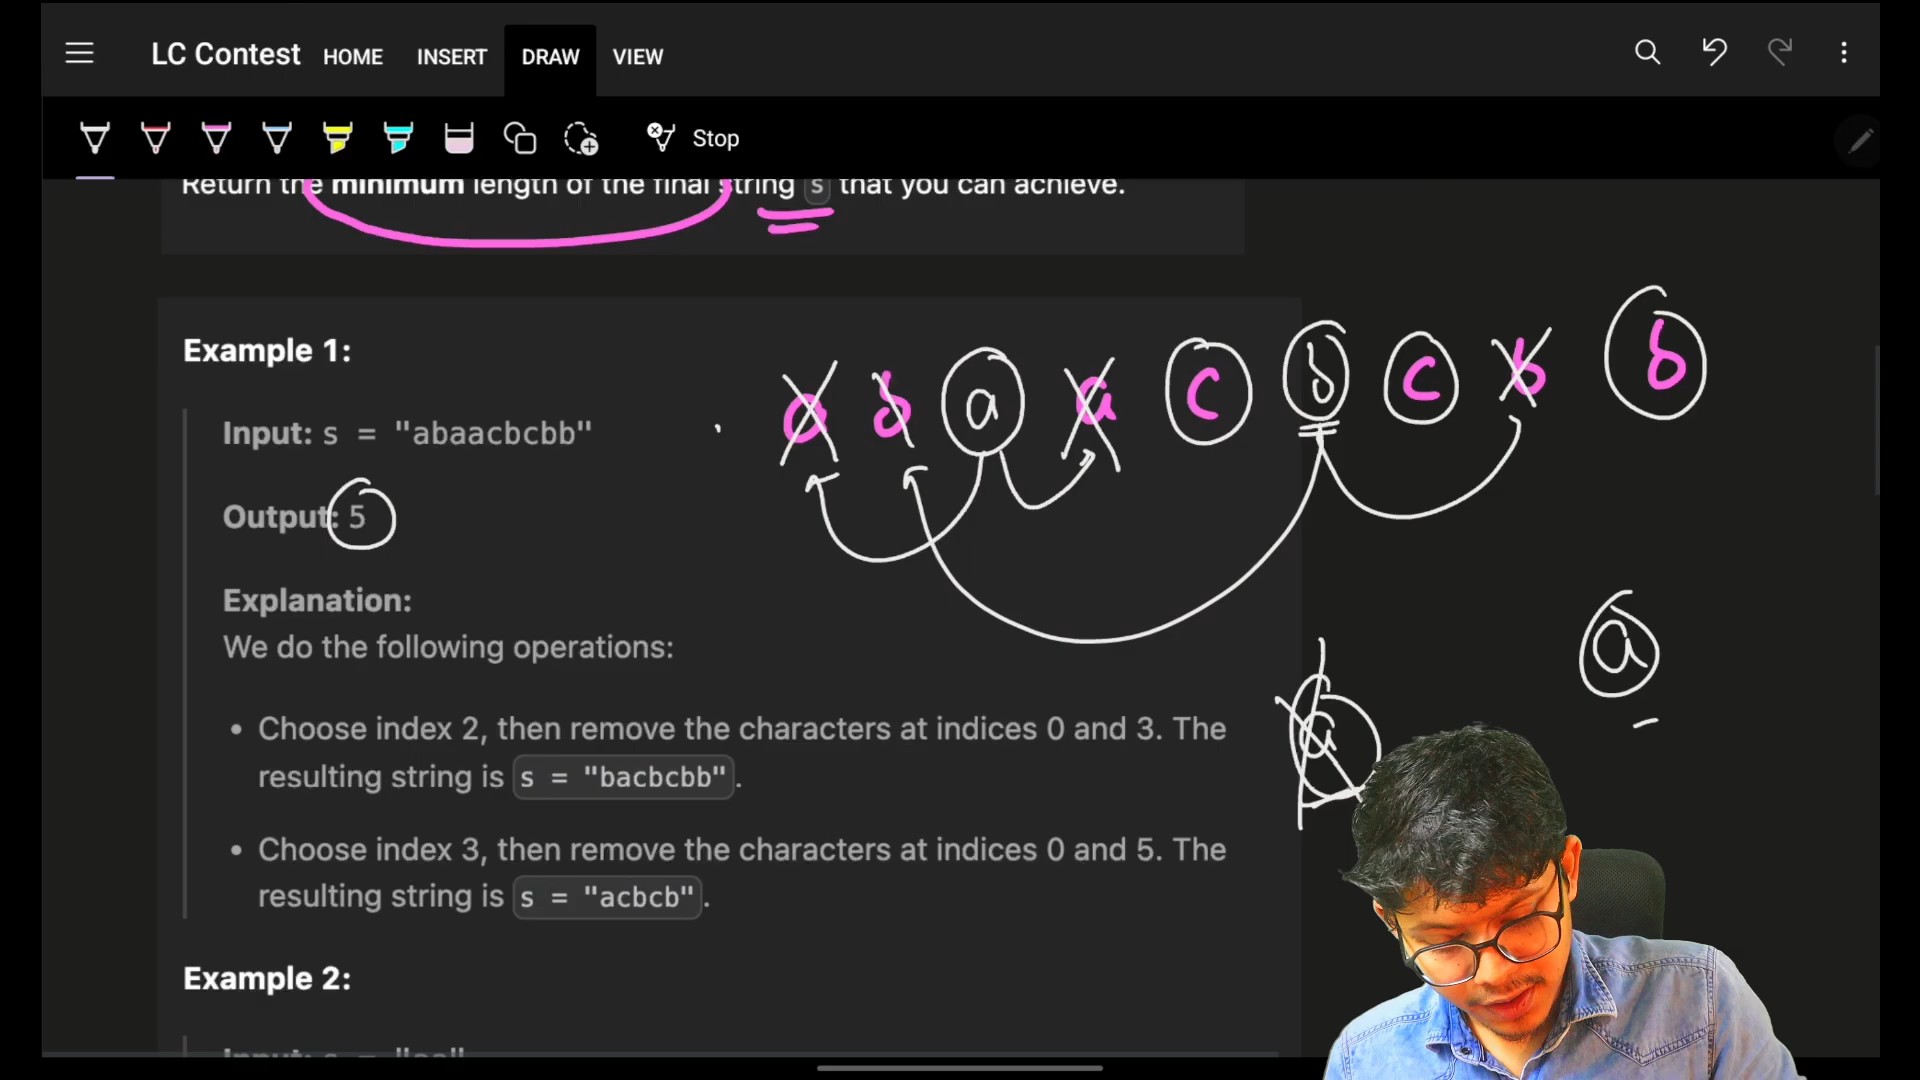 LC Contest HOME INSERT DRAW VIEW
Stop
Return the minimum length of the final string s that you can achieve.
Example 1:
a b a a c b c b b
Input: s = "abaacbcbb"
Output: 5
Explanation:
We do the following operations:
a
a
• Choose index 2, then remove the characters at indices 0 and 3. The
resulting string is s = "bacbcbb".
• Choose index 3, then remove the characters at indices 0 and 5. The
resulting string is s = "acbcb".
Example 2:
Input: s = "aa"